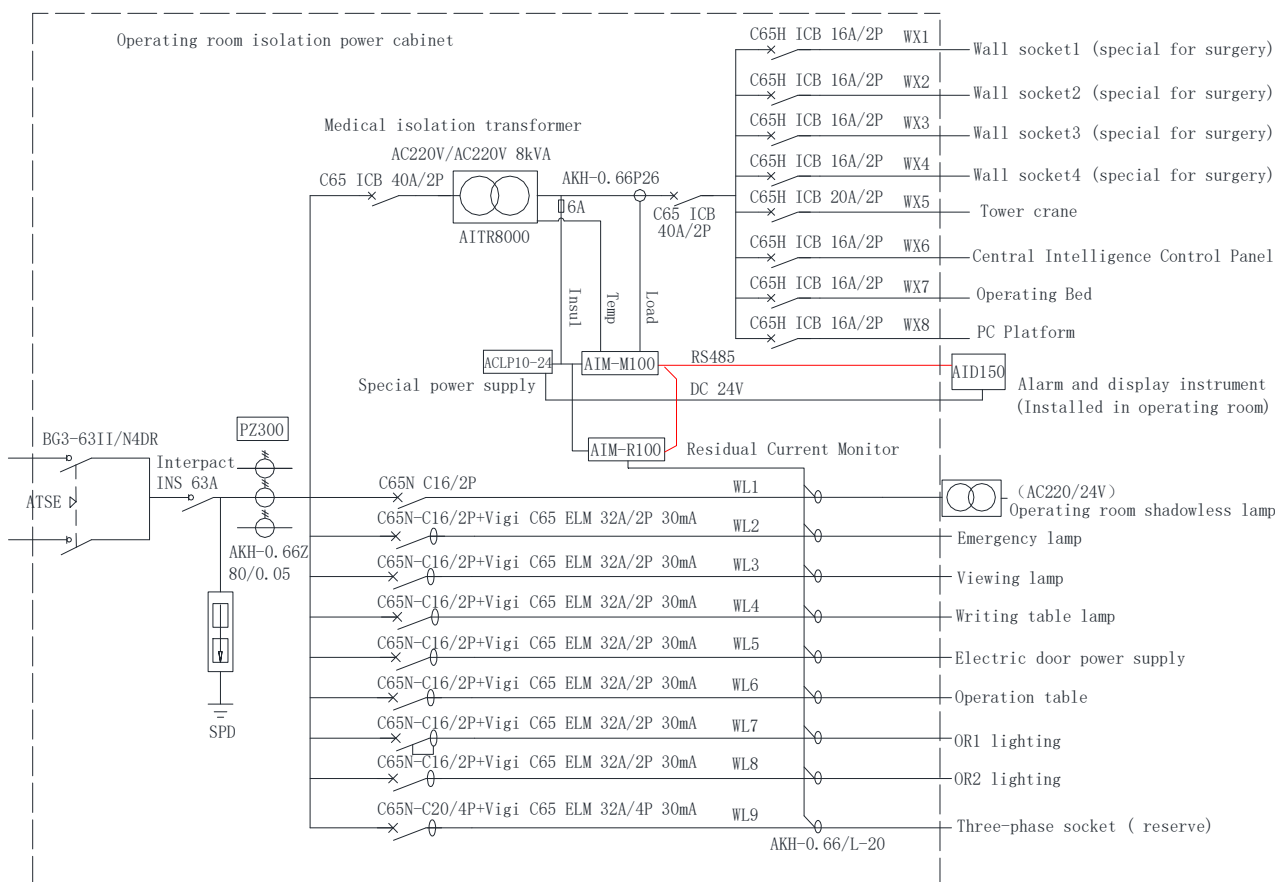 Operating room isolation power cabinet
C65H ICB 16A/2P WX1
Wall socket1 (special for surgery)
C65H ICB 16A/2P WX2
Wall socket2 (special for surgery)
C65H ICB 16A/2P WX3
Wall socket3 (special for surgery)
C65H ICB 16A/2P WX4
Wall socket4 (special for surgery)
C65H ICB 20A/2P WX5
Tower crane
C65H ICB 16A/2P WX6
Central Intelligence Control Panel
C65H ICB 16A/2P WX7
Operating Bed
C65H ICB 16A/2P WX8
PC Platform
Medical isolation transformer
AC220V/AC220V 8kVA
C65 ICB 40A/2P
AITR8000
AKH-0.66P26
6A
C65 ICB
40A/2P
Insul
Temp
Load
ACLP10-24
AIM-M100
RS485
AID150
Special power supply
DC 24V
Alarm and display instrument
(Installed in operating room)
AIM-R100
Residual Current Monitor
BG3-63II/N4DR
ATSE
Interpact
INS 63A
PZ300
AKH-0.66Z
80/0.05
SPD
C65N C16/2P
WL1
（AC220/24V）
Operating room shadowless lamp
C65N-C16/2P+Vigi C65 ELM 32A/2P 30mA
WL2
Emergency lamp
C65N-C16/2P+Vigi C65 ELM 32A/2P 30mA
WL3
Viewing lamp
C65N-C16/2P+Vigi C65 ELM 32A/2P 30mA
WL4
Writing table lamp
C65N-C16/2P+Vigi C65 ELM 32A/2P 30mA
WL5
Electric door power supply
C65N-C16/2P+Vigi C65 ELM 32A/2P 30mA
WL6
Operation table
C65N-C16/2P+Vigi C65 ELM 32A/2P 30mA
WL7
OR1 lighting
C65N-C16/2P+Vigi C65 ELM 32A/2P 30mA
WL8
OR2 lighting
C65N-C20/4P+Vigi C65 ELM 32A/4P 30mA
WL9
Three-phase socket ( reserve)
AKH-0.66/L-20